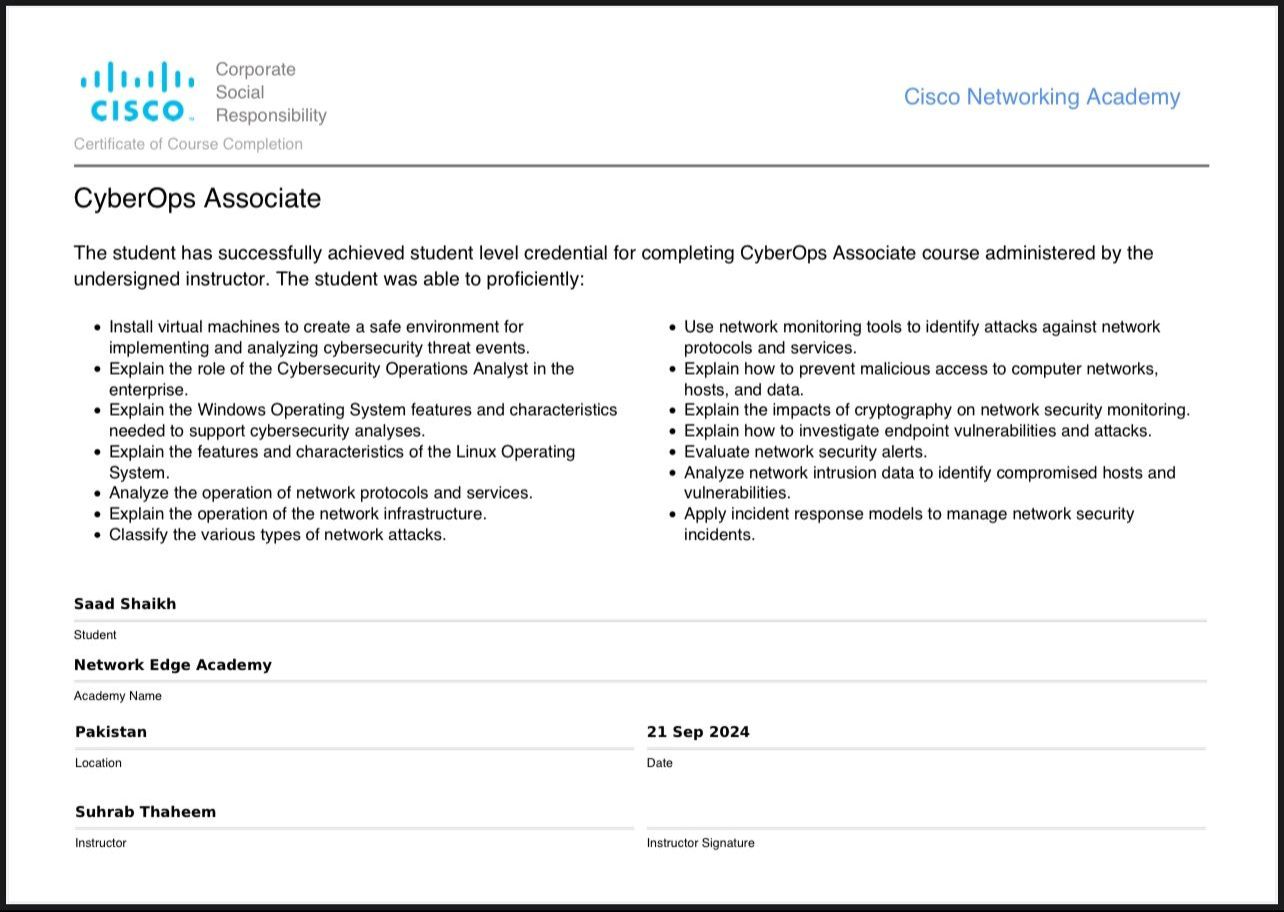 CISCO
Corporate
Social
Responsibility
Cisco Networking Academy
Certificate of Course Completion
CyberOps Associate
The student has successfully achieved student level credential for completing CyberOps Associate course administered by the
undersigned instructor. The student was able to proficiently:
• Install virtual machines to create a safe environment for
implementing and analyzing cybersecurity threat events.
• Explain the role of the Cybersecurity Operations Analyst in the
enterprise.
• Explain the Windows Operating System features and characteristics
needed to support cybersecurity analyses.
• Explain the features and characteristics of the Linux Operating
System.
• Analyze the operation of network protocols and services.
• Explain the operation of the network infrastructure.
• Classify the various types of network attacks.
• Use network monitoring tools to identify attacks against network
protocols and services.
• Explain how to prevent malicious access to computer networks,
hosts, and data.
• Explain the impacts of cryptography on network security monitoring.
• Explain how to investigate endpoint vulnerabilities and attacks.
• Evaluate network security alerts.
• Analyze network intrusion data to identify compromised hosts and
vulnerabilities.
• Apply incident response models to manage network security
incidents.
Saad Shaikh
Student
Network Edge Academy
Academy Name
Pakistan
Location
21 Sep 2024
Date
Suhrab Thaheem
Instructor
Instructor Signature